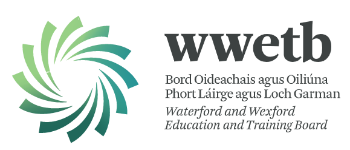 wwetb
Bord Oideachais agus Oiliúna
Phort Láirge agus Loch Garman
Waterford and Wexford
Education and Training Board